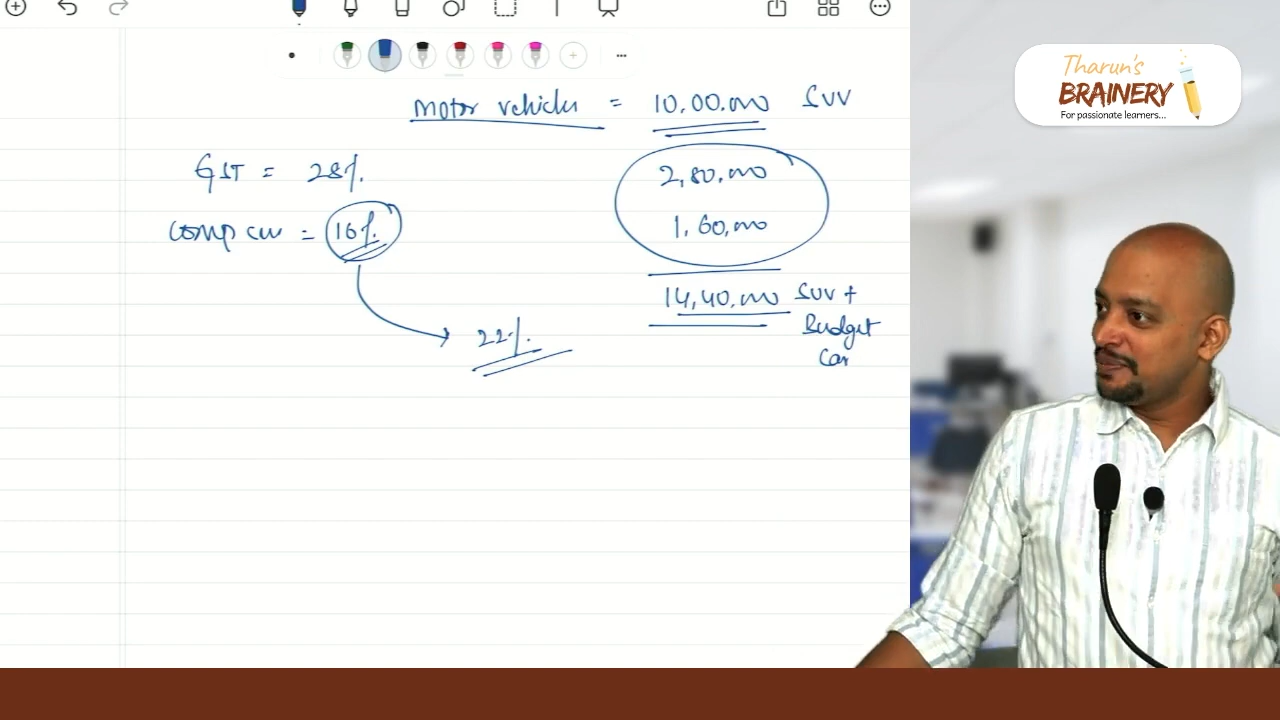 Tharun's
BRAINERY
For passionate learners...
Motor vehicles = 10,00,000 SUV
GST = 28%. 2,80,000
Comp cess = 16%. 1,60,000
14,40,000 SUV +
Budget
Car
22%.